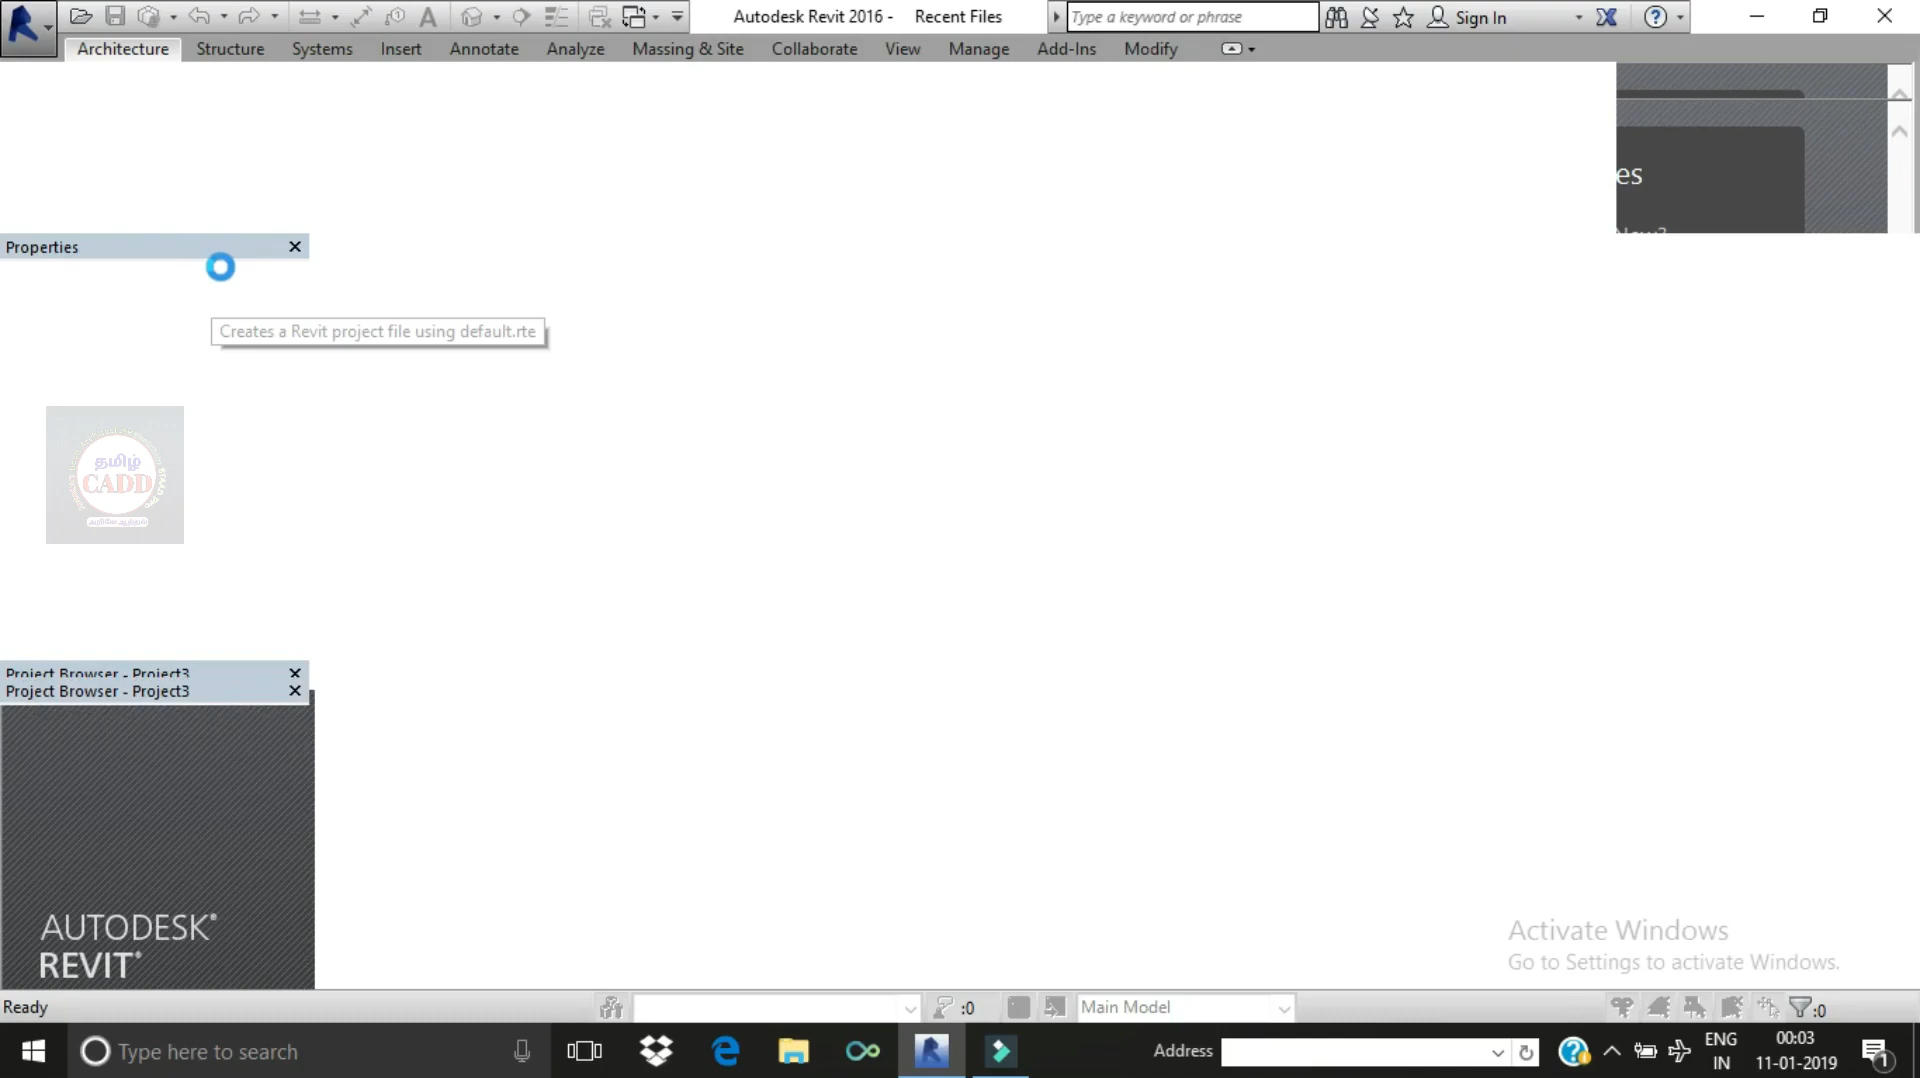 Autodesk Revit 2016 - Recent Files
Type a keyword or phrase
Sign In
Architecture Structure Systems Insert Annotate Analyze Massing & Site Collaborate View Manage Add-Ins Modify
es
Properties
Creates a Revit project file using default.rte
தமிழ்
CADD
Project Browser - Project3
Project Browser - Project3
AUTODESK®
REVIT®
Activate Windows
Go to Settings to activate Windows.
Ready
:0
Main Model
:0
Type here to search
Address
ENG
IN
00:03
11-01-2019
1